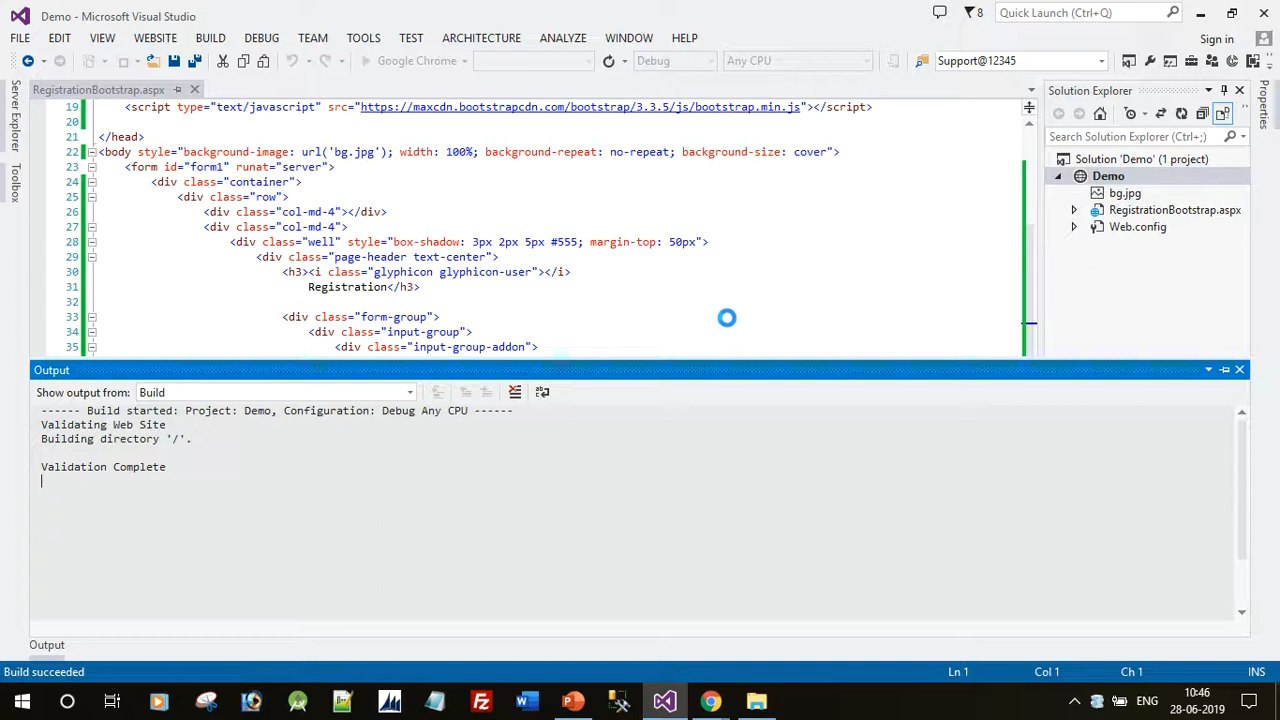 Demo - Microsoft Visual Studio
8
Quick Launch (Ctrl+Q)
FILE EDIT VIEW WEBSITE BUILD DEBUG TEAM TOOLS TEST ARCHITECTURE ANALYZE WINDOW HELP
Sign in
Google Chrome
Debug
Any CPU
Support@12345
Server Explorer
Toolbox
RegistrationBootstrap.aspx
19 <script type="text/javascript" src="https://maxcdn.bootstrapcdn.com/bootstrap/3.3.5/js/bootstrap.min.js"></script>
20
21 </head>
22 <body style="background-image: url('bg.jpg'); width: 100%; background-repeat: no-repeat; background-size: cover">
23 <form id="form1" runat="server">
24 <div class="container">
25 <div class="row">
26 <div class="col-md-4"></div>
27 <div class="col-md-4">
28 <div class="well" style="box-shadow: 3px 2px 5px #555; margin-top: 50px">
29 <div class="page-header text-center">
30 <h3><i class="glyphicon glyphicon-user"></i>
31 Registration</h3>
32
33 <div class="form-group">
34 <div class="input-group">
35 <div class="input-group-addon">
Solution Explorer
Search Solution Explorer (Ctrl+;)
Solution 'Demo' (1 project)
Demo
bg.jpg
RegistrationBootstrap.aspx
Web.config
Properties
Output
Show output from: Build
------ Build started: Project: Demo, Configuration: Debug Any CPU ------
Validating Web Site
Building directory '/'.
Validation Complete
Output
Build succeeded
Ln 1
Col 1
Ch 1
INS
ENG
10:46
28-06-2019